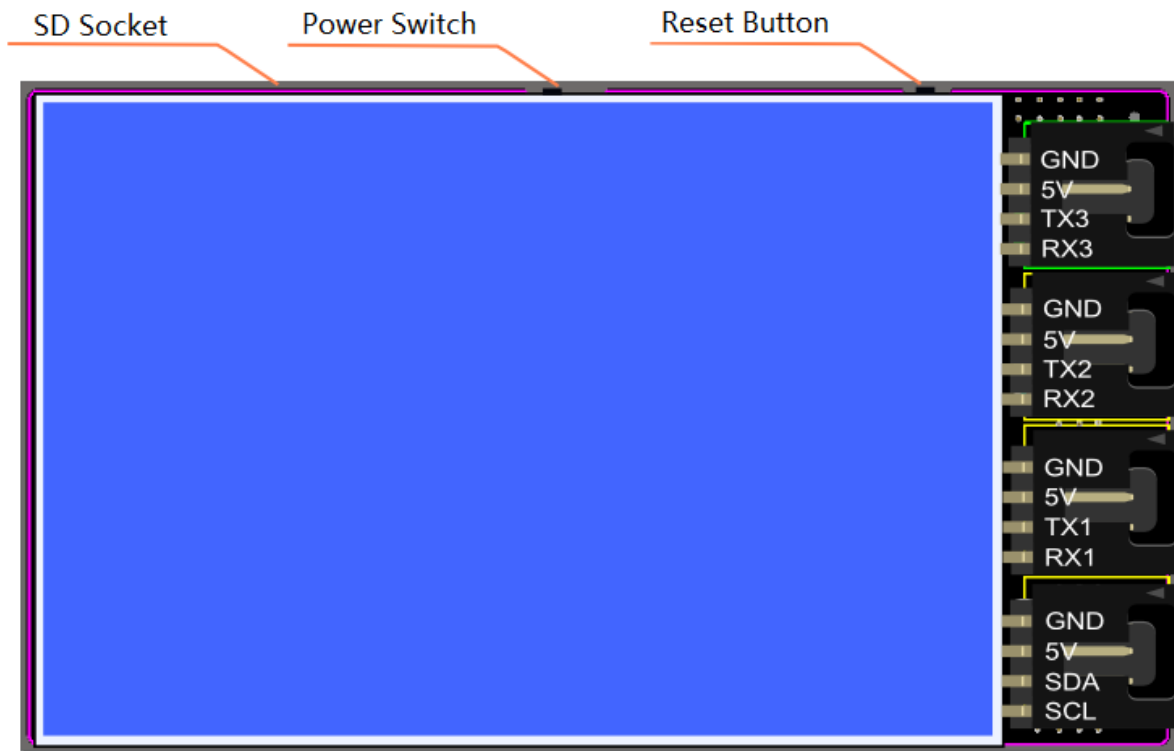 SD Socket
Power Switch
Reset Button
GND
5V
TX3
RX3
GND
5V
TX2
RX2
GND
5V
TX1
RX1
GND
5V
SDA
SCL